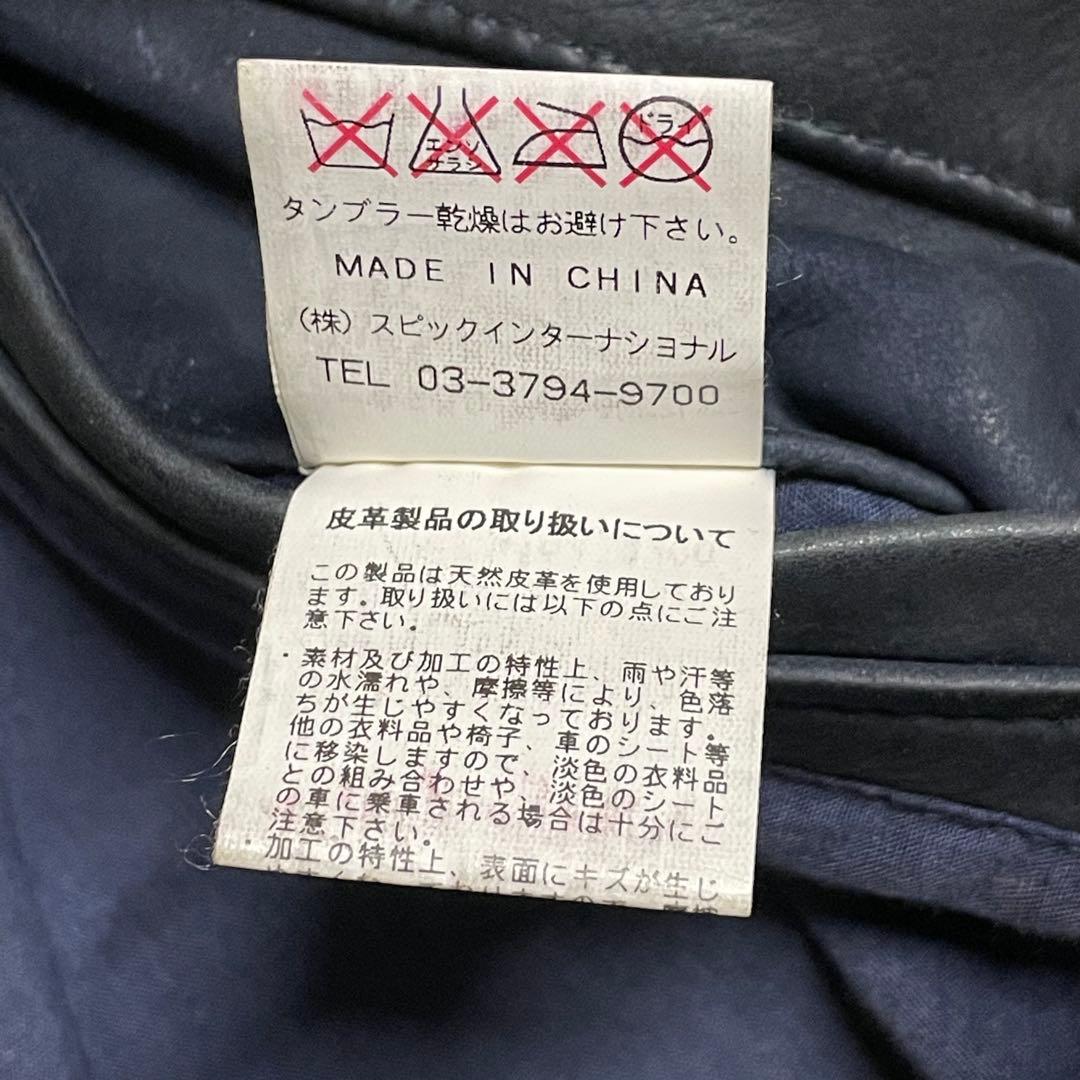 エンソ
サラシ
ドライ
タンブラー乾燥はお避け下さい。
MADE IN CHINA
(株) スピックインターナショナル
TEL 03-3794-9700
皮革製品の取り扱いについて
この製品は天然皮革を使用しており
ます。取り扱いには以下の点にご注
意下さい。
・素材及び加工の特性上、雨や汗等
の水濡れや、摩擦等により、色落
ちが生じやすくなっております。
他の衣料品や椅子、車のシート等
に移染しますので、淡色の衣料品
との組み合わせや、淡色のシート
の車に乗車される場合は十分にご
注意下さい。
・加工の特性上、表面にキズが生じ